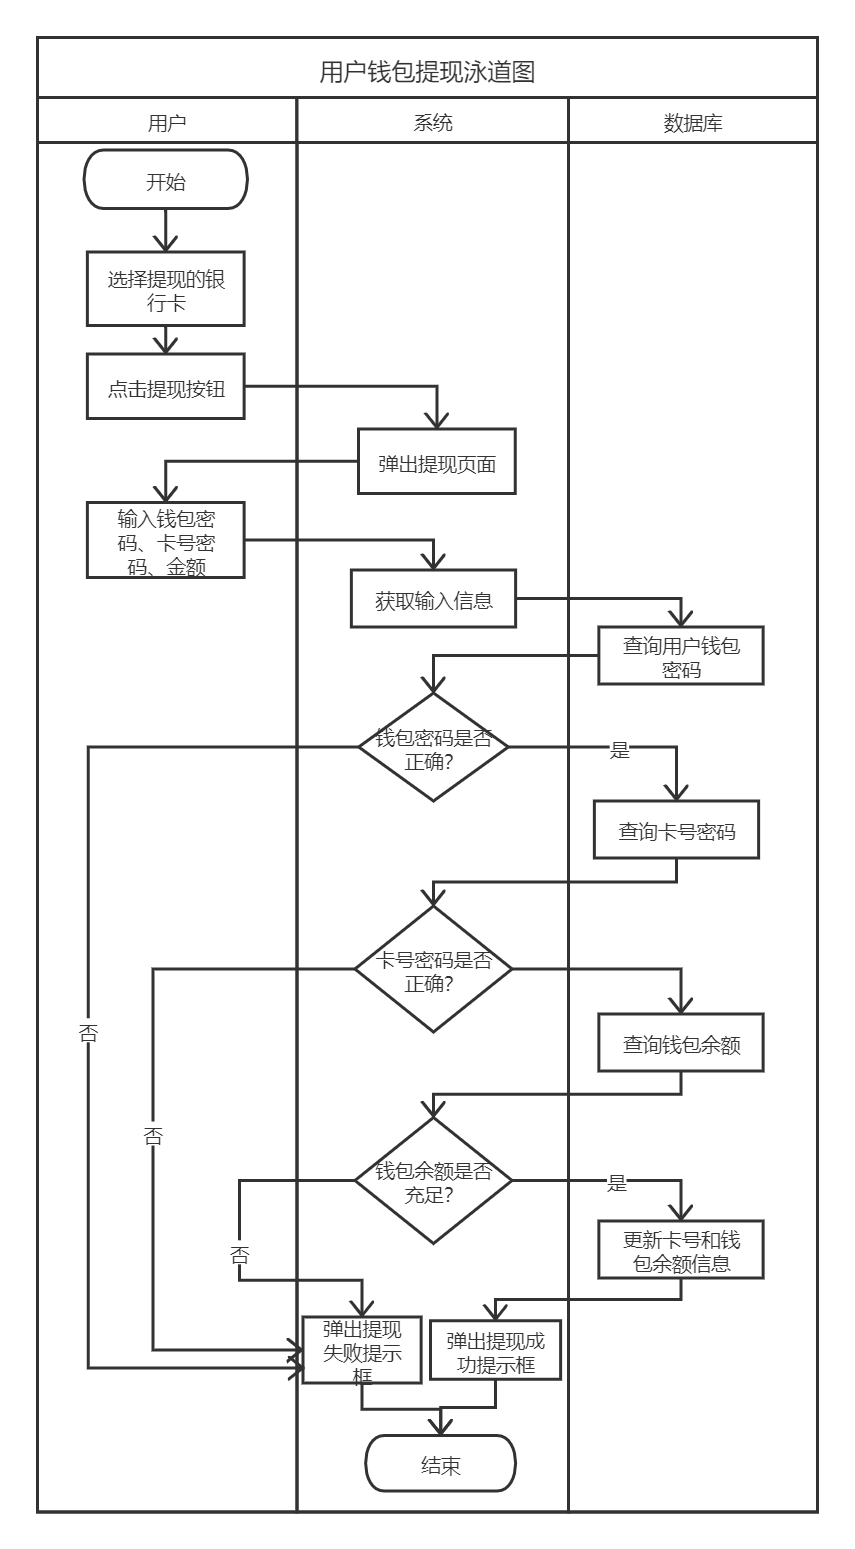 用户钱包提现泳道图
用户
系统
数据库
开始
选择提现的银
行卡
点击提现按钮
弹出提现页面
输入钱包密
码、卡号密
码、金额
获取输入信息
查询用户钱包
密码
钱包密码是否
正确?
是
查询卡号密码
卡号密码是否
正确?
否
查询钱包余额
否
钱包余额是否
充足?
是
否
更新卡号和钱
包余额信息
弹出提现
失败提示
框
弹出提现成
功提示框
结束